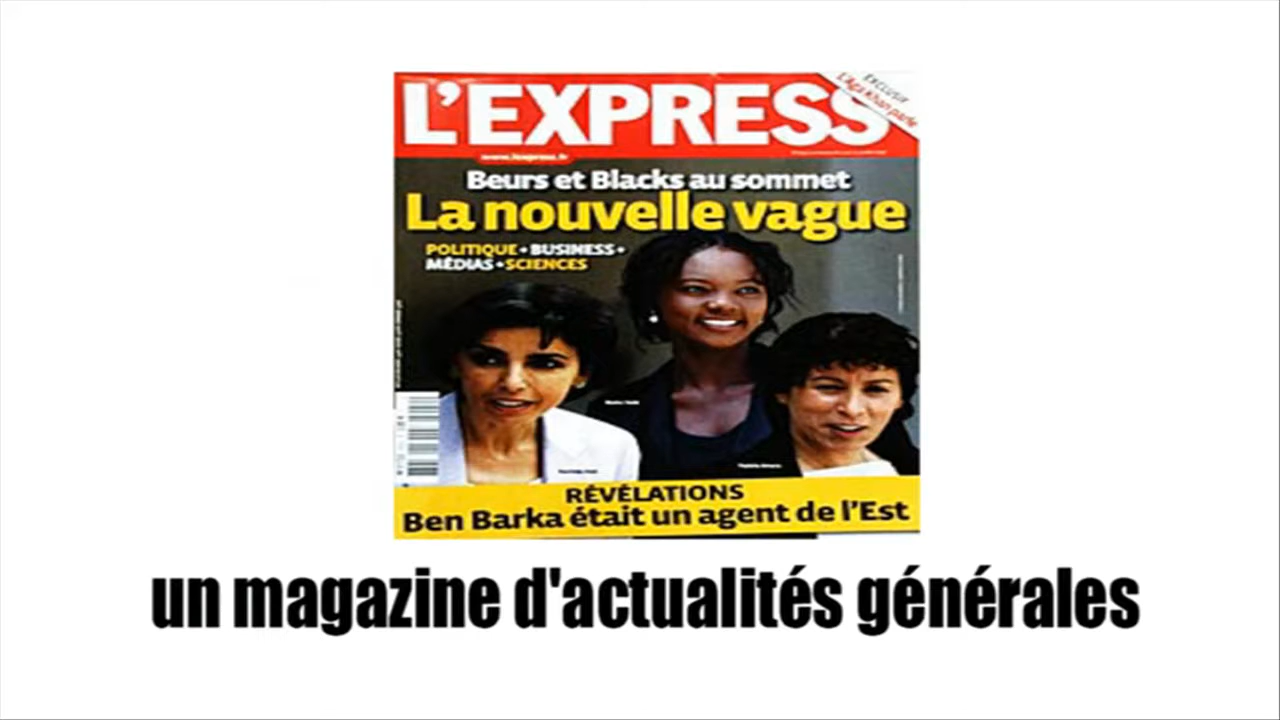 L'EXPRESS
EXCLUSIF
L'Aga Khan parle
www.lexpress.fr
Beurs et Blacks au sommet
La nouvelle vague
POLITIQUE • BUSINESS •
MÉDIAS • SCIENCES
RÉVÉLATIONS
Ben Barka était un agent de l'Est
un magazine d'actualités générales